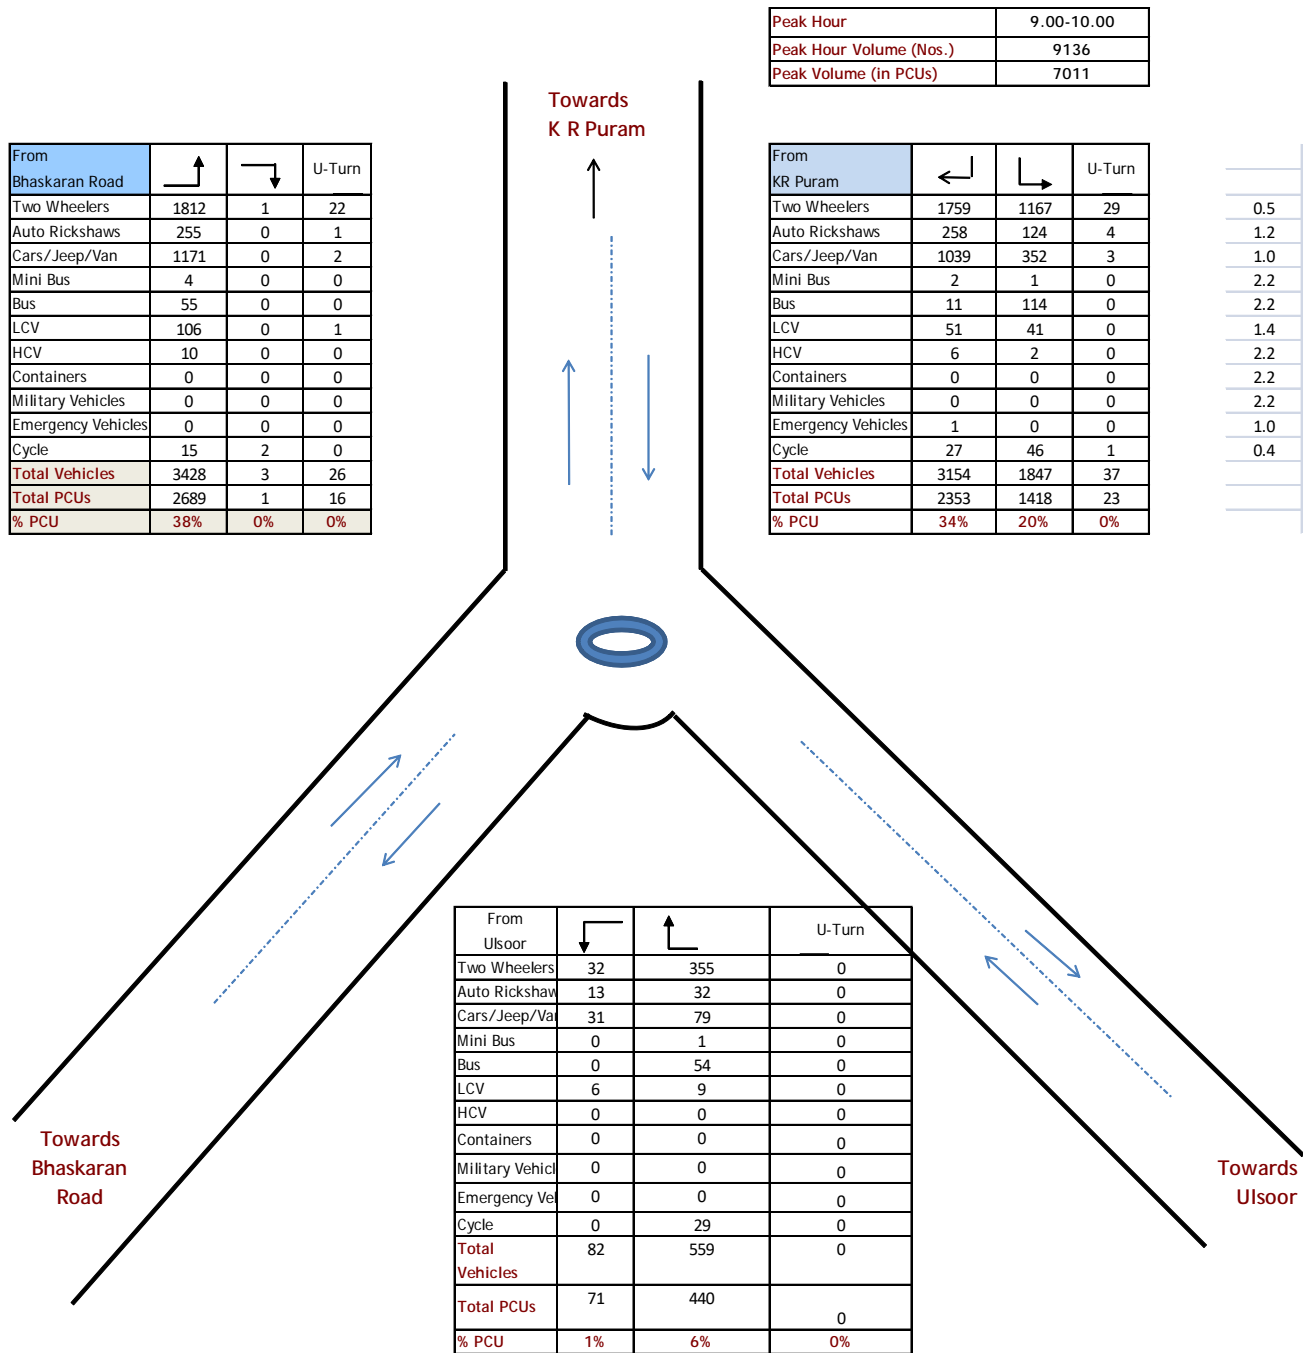 Peak Hour 9.00-10.00
Peak Hour Volume (Nos.) 9136
Peak Volume (in PCUs) 7011
Towards
K R Puram
From
Bhaskaran Road U-Turn
Two Wheelers 1812 1 22
Auto Rickshaws 255 0 1
Cars/Jeep/Van 1171 0 2
Mini Bus 4 0 0
Bus 55 0 0
LCV 106 0 1
HCV 10 0 0
Containers 0 0 0
Military Vehicles 0 0 0
Emergency Vehicles 0 0 0
Cycle 15 2 0
Total Vehicles 3428 3 26
Total PCUs 2689 1 16
% PCU 38% 0% 0%
From
KR Puram U-Turn
Two Wheelers 1759 1167 29
Auto Rickshaws 258 124 4
Cars/Jeep/Van 1039 352 3
Mini Bus 2 1 0
Bus 11 114 0
LCV 51 41 0
HCV 6 2 0
Containers 0 0 0
Military Vehicles 0 0 0
Emergency Vehicles 1 0 0
Cycle 27 46 1
Total Vehicles 3154 1847 37
Total PCUs 2353 1418 23
% PCU 34% 20% 0%
0.5
1.2
1.0
2.2
2.2
1.4
2.2
2.2
2.2
1.0
0.4
From
Ulsoor U-Turn
Two Wheelers 32 355 0
Auto Rickshaw 13 32 0
Cars/Jeep/Van 31 79 0
Mini Bus 0 1 0
Bus 0 54 0
LCV 6 9 0
HCV 0 0 0
Containers 0 0 0
Military Vehicl 0 0 0
Emergency Vel 0 0 0
Cycle 0 29 0
Total
Vehicles 82 559 0
Total PCUs 71 440 0
% PCU 1% 6% 0%
Towards
Bhaskaran
Road
Towards
Ulsoor